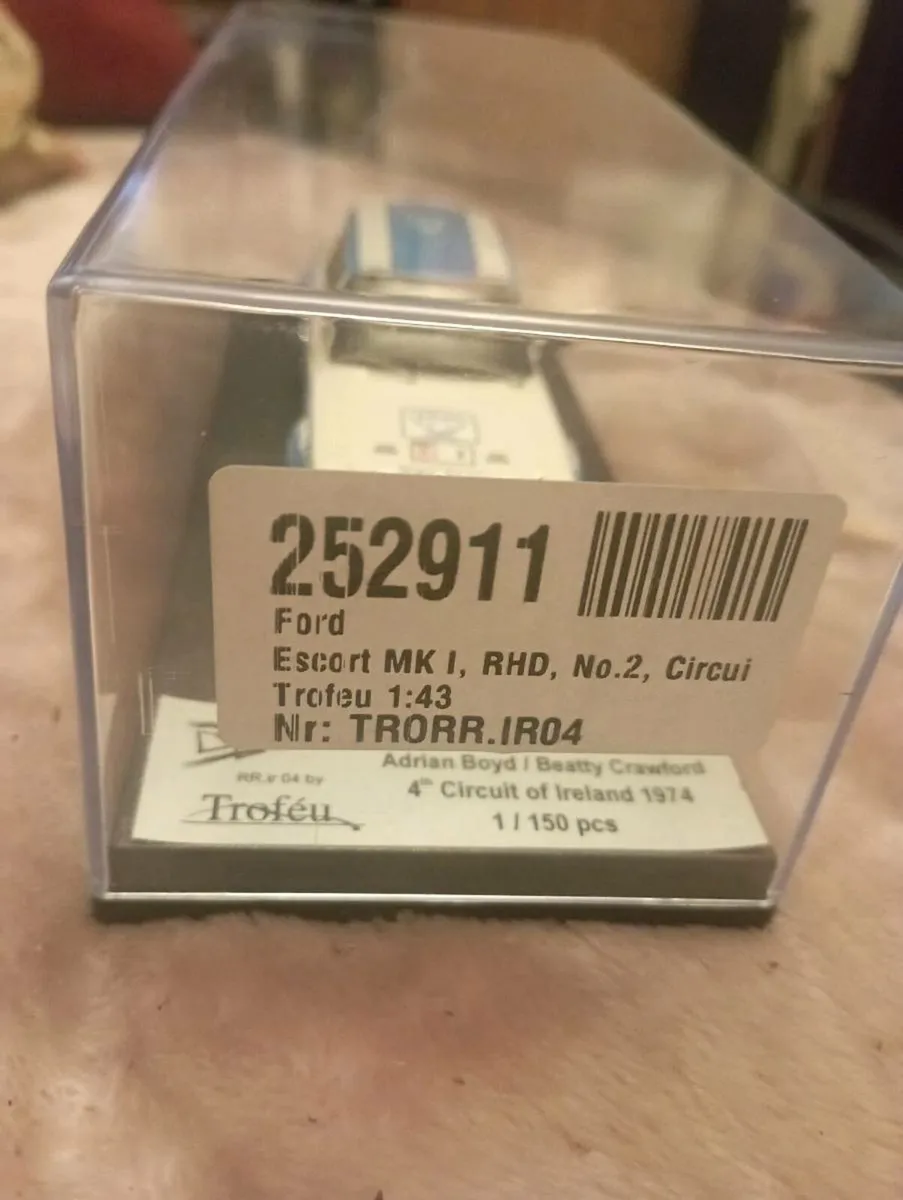 252911
Ford
Escort MK I, RHD, No.2, Circui
Trofeu 1:43
Nr: TRORR.IR04
Adrian Boyd / Beatty Crawford
RR.ir 04 by
4th Circuit of Ireland 1974
Troféu
1 / 150 pcs